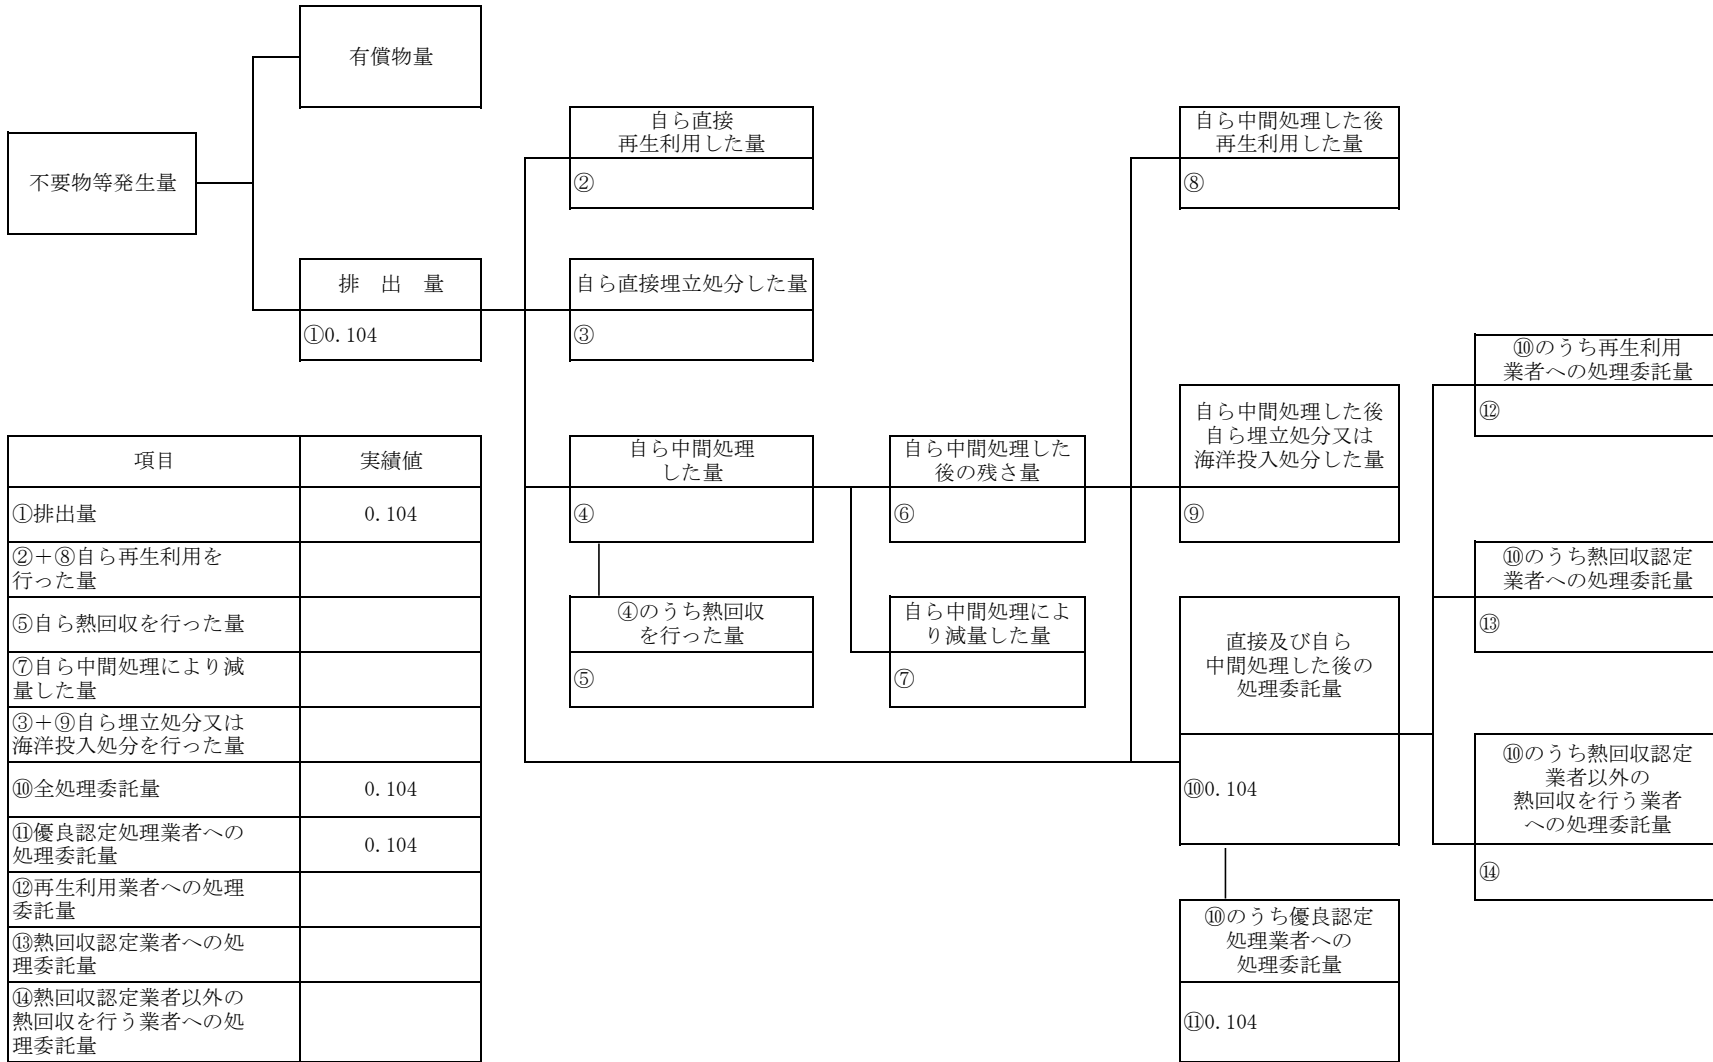 有償物量
不要物等発生量
排　出　量
①0.104
自ら直接
再生利用した量
②
自ら直接埋立処分した量
③
自ら中間処理
した量
④
④のうち熱回収
を行った量
⑤
自ら中間処理した
後の残さ量
⑥
自ら中間処理によ
り減量した量
⑦
自ら中間処理した後
再生利用した量
⑧
自ら中間処理した後
自ら埋立処分又は
海洋投入処分した量
⑨
直接及び自ら
中間処理した後の
処理委託量
⑩0.104
⑩のうち優良認定
処理業者への
処理委託量
⑪0.104
⑩のうち再生利用
業者への処理委託量
⑫
⑩のうち熱回収認定
業者への処理委託量
⑬
⑩のうち熱回収認定
業者以外の
熱回収を行う業者
への処理委託量
⑭
項目 実績値
①排出量 0.104
②＋⑧自ら再生利用を
行った量
⑤自ら熱回収を行った量
⑦自ら中間処理により減
量した量
③＋⑨自ら埋立処分又は
海洋投入処分を行った量
⑩全処理委託量 0.104
⑪優良認定処理業者への
処理委託量 0.104
⑫再生利用業者への処理
委託量
⑬熱回収認定業者への処
理委託量
⑭熱回収認定業者以外の
熱回収を行う業者への処
理委託量